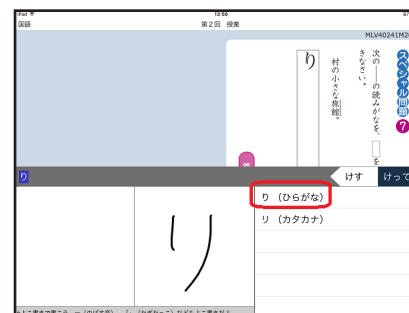 iPad 13:56
国語 第2回 授業
MLV40241M20
スペシャル問題 7
次の――の読みがなを、□を
きなさい。
村の小さな旅館。
り
り けす けって
り (ひらがな)
リ (カタカナ)
り